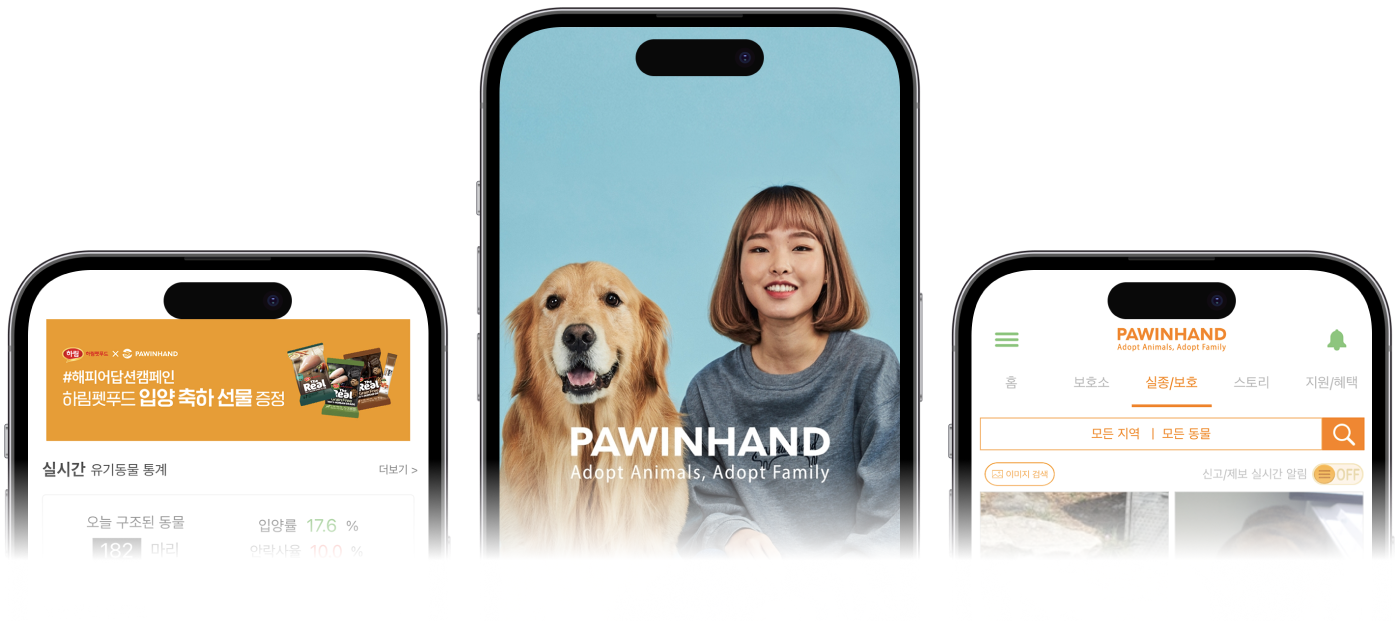 하림 하림펫푸드 × PAWINHAND
#해피어답션캠페인
하림펫푸드 입양 축하 선물 증정
The Real
The Real
The Real
실시간 유기동물 통계
더보기 >
오늘 구조된 동물
182 마리
입양률 17.6 %
안락사율 10.0 %
PAWINHAND
Adopt Animals, Adopt Family
PAWINHAND
Adopt Animals, Adopt Family
홈 보호소 실종/보호 스토리 지원/혜택
모든 지역 | 모든 동물
이미지 검색
신고/제보 실시간 알림 OFF